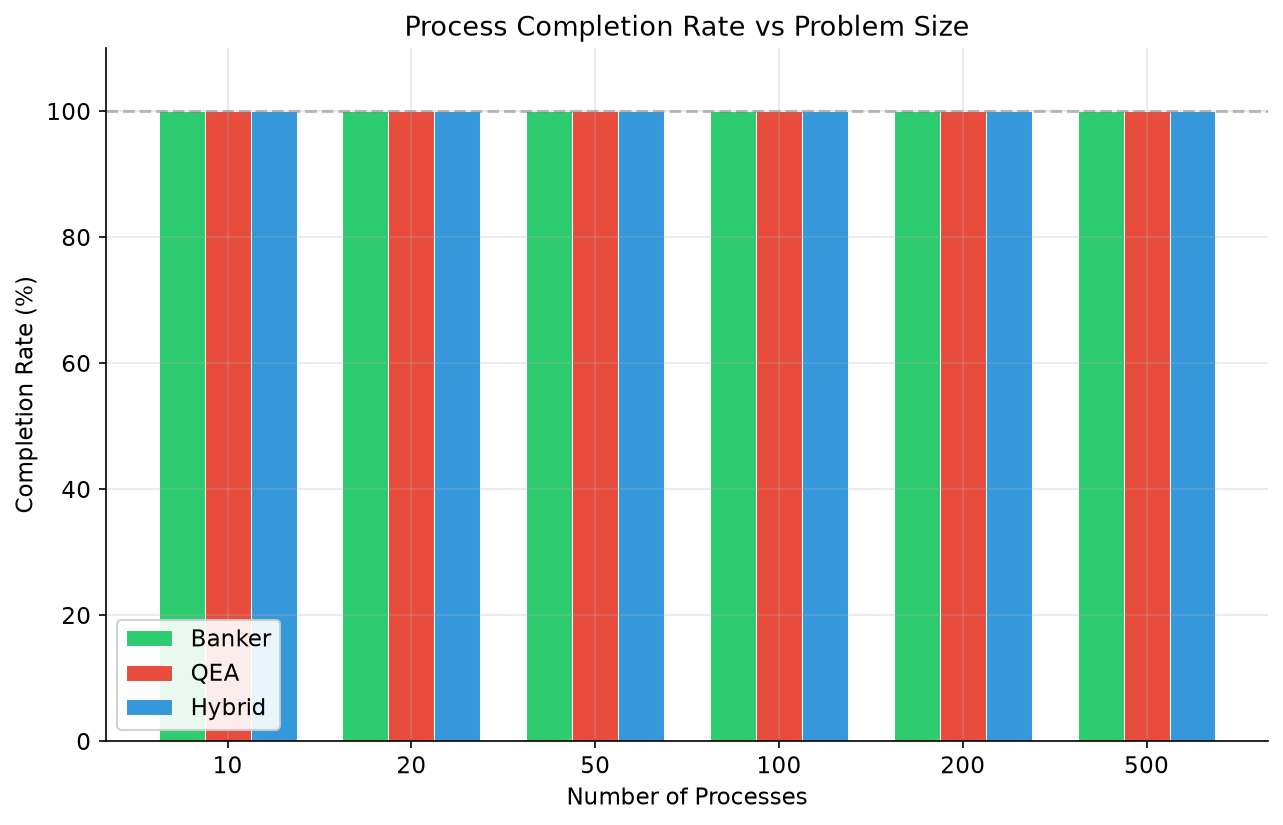 Process Completion Rate vs Problem Size
Completion Rate (%)
100
80
60
40
20
0
Banker
QEA
Hybrid
10 20 50 100 200 500
Number of Processes